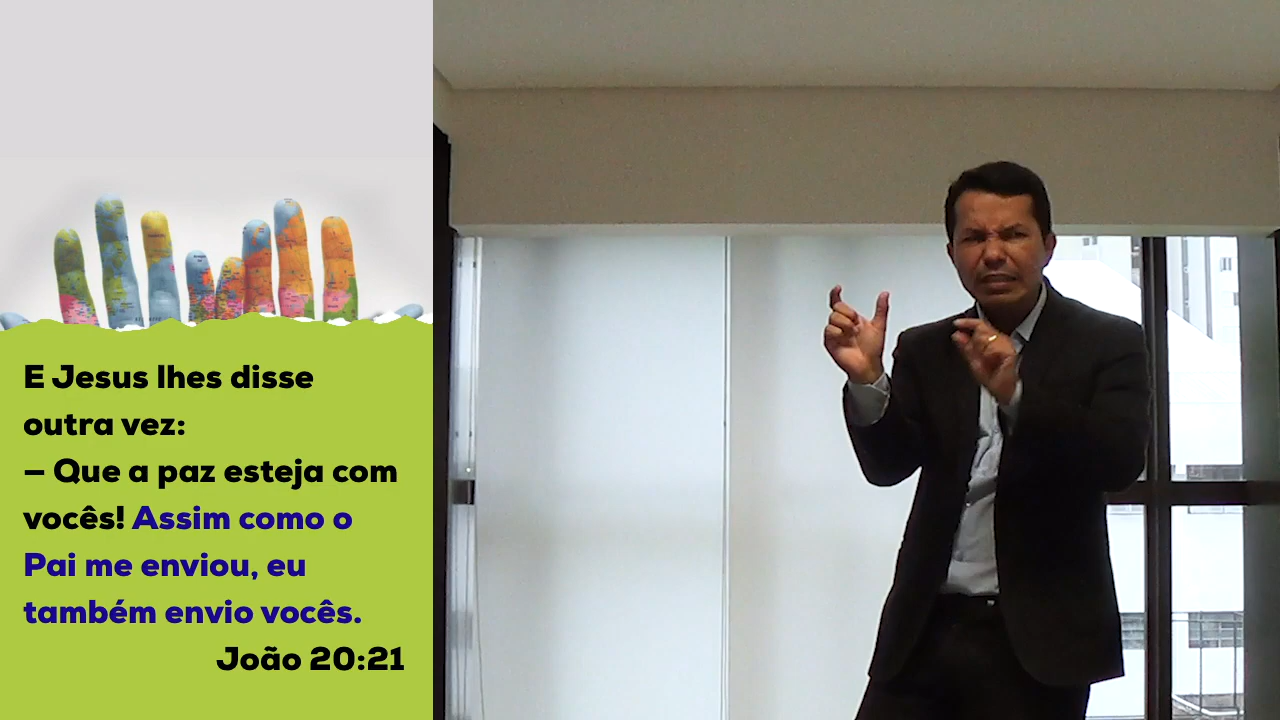 E Jesus lhes disse
outra vez:
– Que a paz esteja com
vocês! Assim como o
Pai me enviou, eu
também envio vocês.
João 20:21